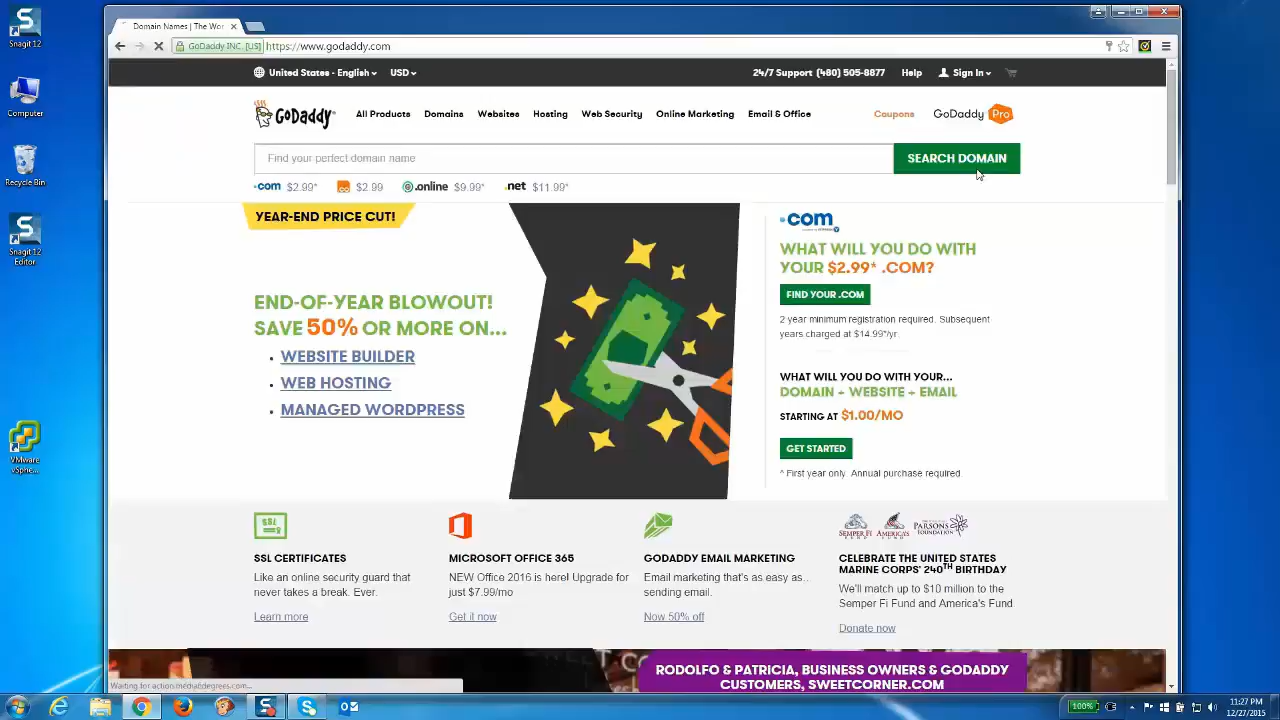 Snagit 12
Computer
Recycle Bin
Snagit 12
Editor
VMware
vSphe...
Domain Names | The Wor
GoDaddy INC. [US] https://www.godaddy.com
United States - English USD 24/7 Support (480) 505-8877 Help Sign In
GoDaddy All Products Domains Websites Hosting Web Security Online Marketing Email & Office Coupons GoDaddy Pro
Find your perfect domain name SEARCH DOMAIN
.com $2.99* $2.99 .online $9.99* .net $11.99*
YEAR-END PRICE CUT!
END-OF-YEAR BLOWOUT!
SAVE 50% OR MORE ON...
• WEBSITE BUILDER
• WEB HOSTING
• MANAGED WORDPRESS
.com
WHAT WILL YOU DO WITH
YOUR $2.99* .COM?
FIND YOUR .COM
2 year minimum registration required. Subsequent
years charged at $14.99*/yr.
WHAT WILL YOU DO WITH YOUR...
DOMAIN + WEBSITE + EMAIL
STARTING AT $1.00/MO
GET STARTED
^ First year only. Annual purchase required.
SSL
SSL CERTIFICATES
Like an online security guard that
never takes a break. Ever.
Learn more
MICROSOFT OFFICE 365
NEW Office 2016 is here! Upgrade for
just $7.99/mo
Get it now
GODADDY EMAIL MARKETING
Email marketing that's as easy as..
sending email.
Now 50% off
SEMPER FI
FUND
AMERICA'S
FUND
PARSONS
FOUNDATION
CELEBRATE THE UNITED STATES
MARINE CORPS' 240TH BIRTHDAY
We'll match up to $10 million to the
Semper Fi Fund and America's Fund
Donate now
RODOLFO & PATRICIA, BUSINESS OWNERS & GODADDY
CUSTOMERS, SWEETCORNER.COM
100% 11:27 PM
12/27/2015